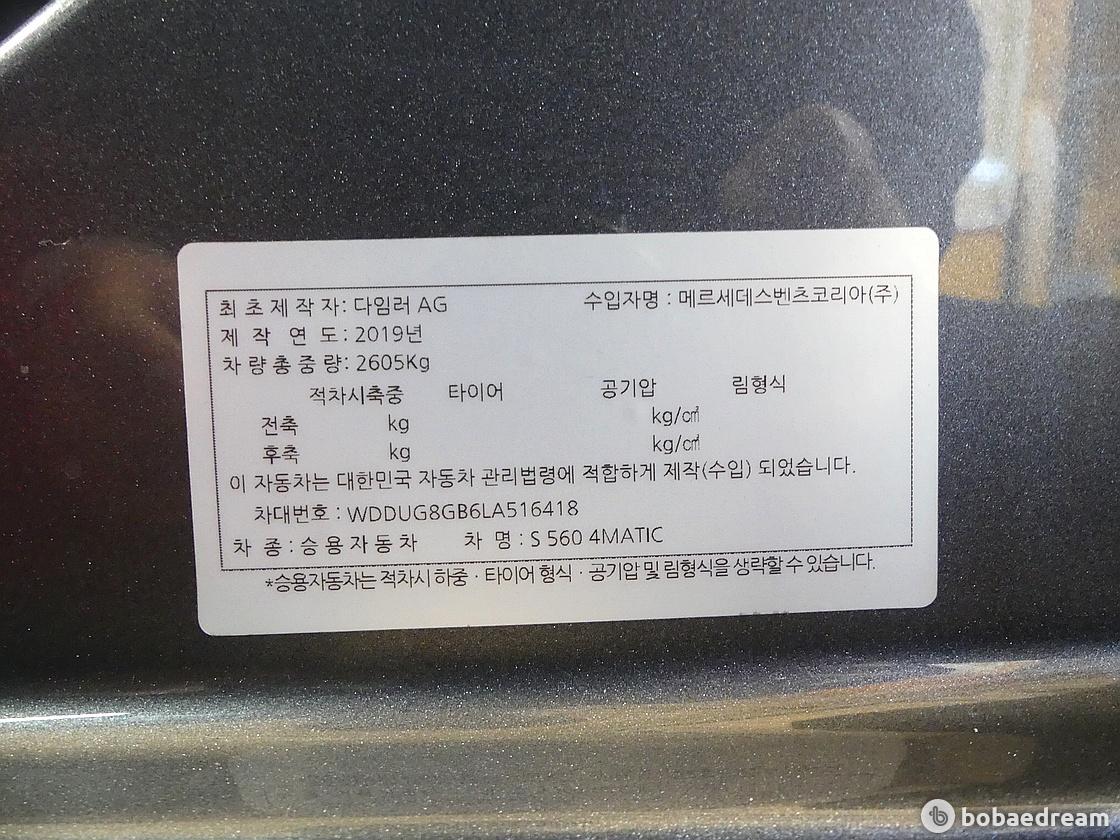 최초제작자: 다임러 AG 수입자명 : 메르세데스벤츠코리아(주)
제 작 연 도: 2019년
차량총중량: 2605Kg
적차시축중 타이어 공기압 림형식
전축 kg kg/㎠
후축 kg kg/㎠
이 자동차는 대한민국 자동차 관리법령에 적합하게 제작(수입) 되었습니다.
차대번호 : WDDUG8GB6LA516418
차 종 : 승용자동차 차 명 : S 560 4MATIC
*승용자동차는 적차시 하중 · 타이어 형식 · 공기압 및 림형식을 생략할 수 있습니다.
bobaedream